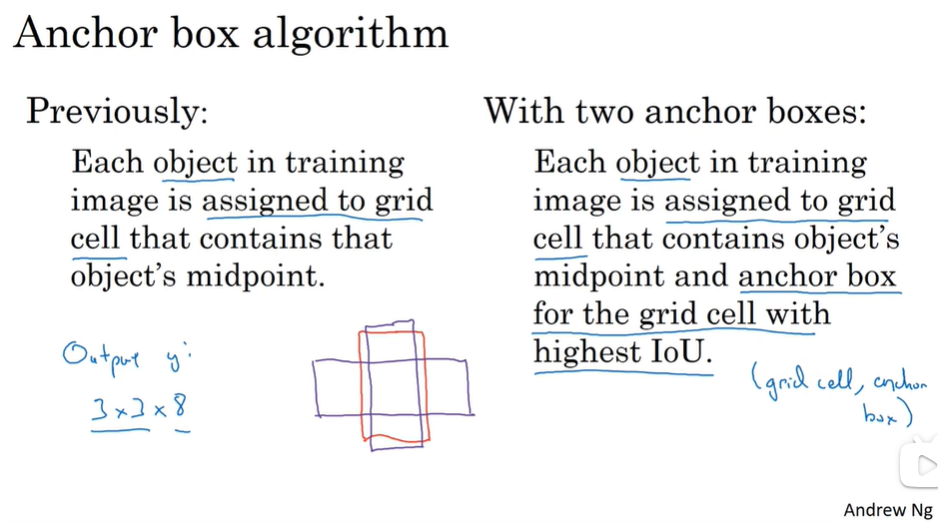 Anchor box algorithm
Previously:
Each object in training
image is assigned to grid
cell that contains that
object's midpoint.
Output y:
3 x 3 x 8
With two anchor boxes:
Each object in training
image is assigned to grid
cell that contains object's
midpoint and anchor box
for the grid cell with
highest IoU.
(grid cell, anchor
box)
Andrew Ng